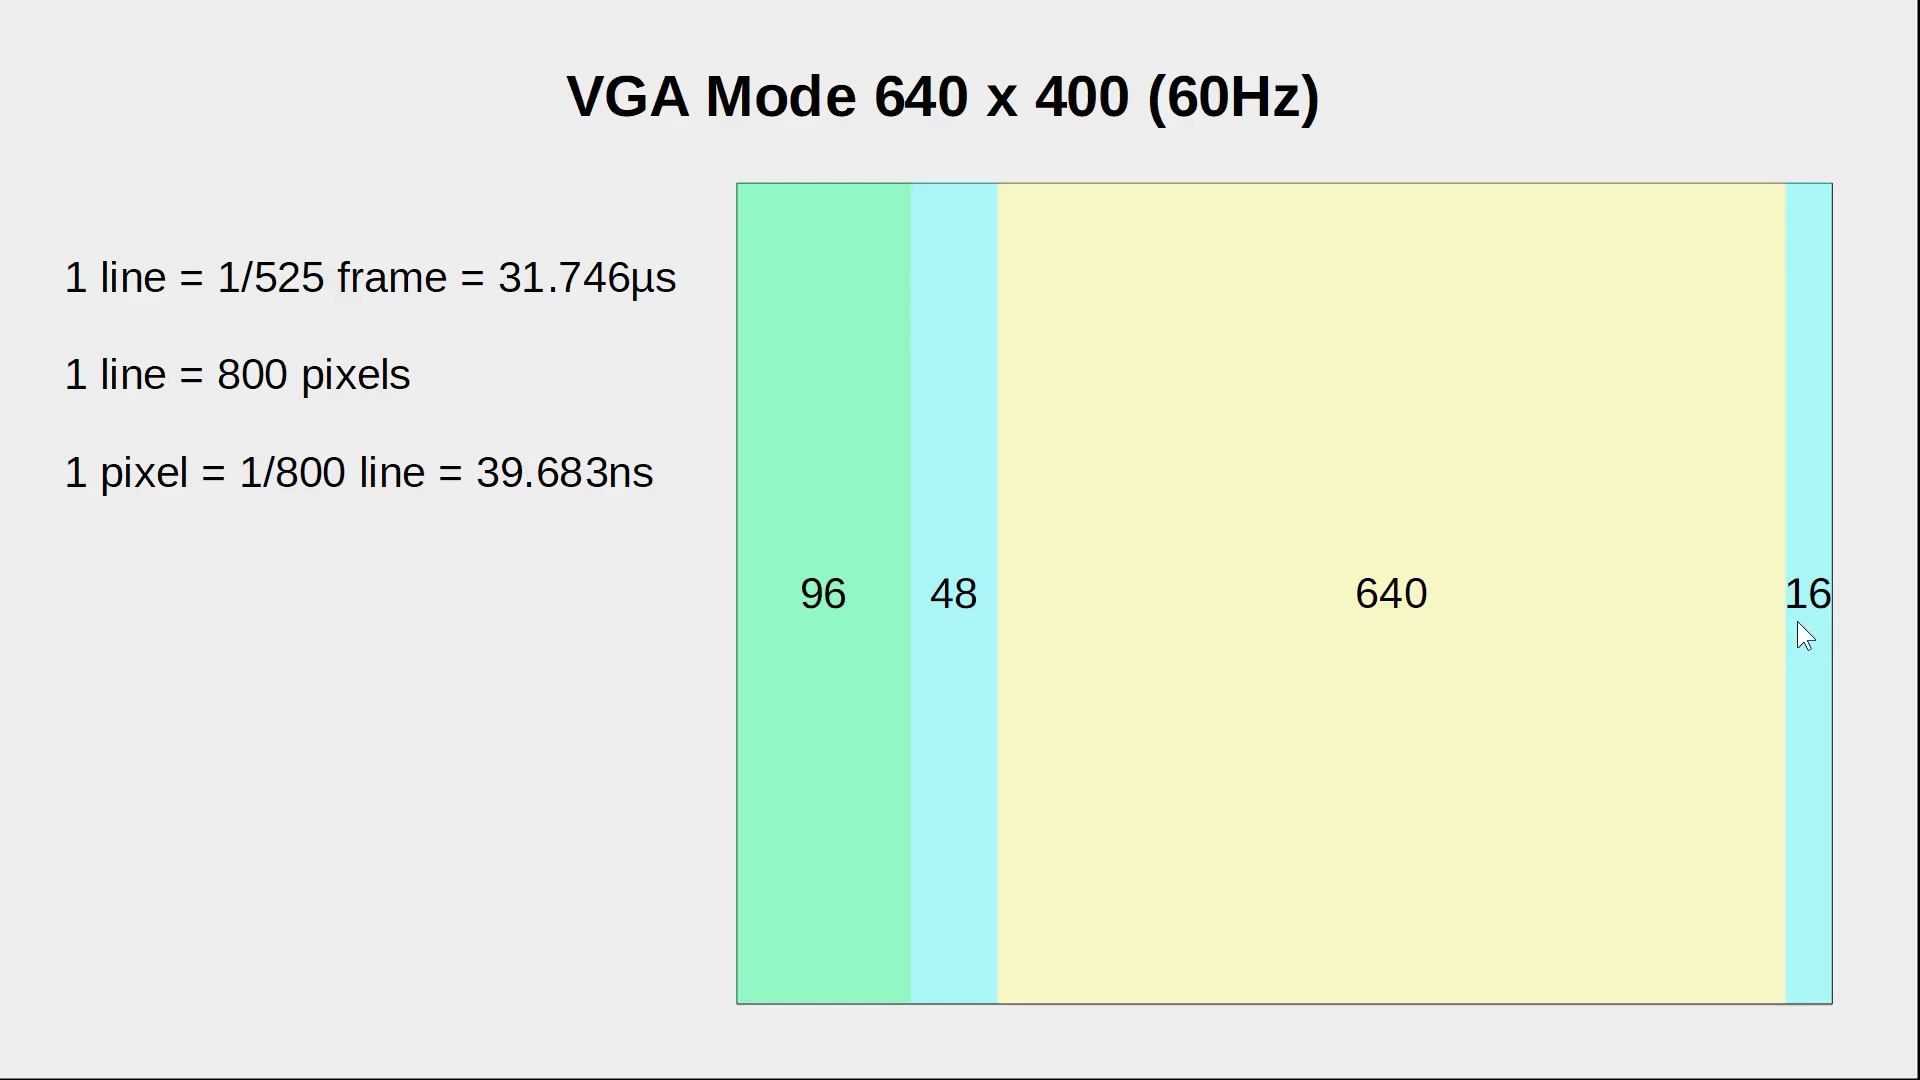 VGA Mode 640 x 400 (60Hz)
1 line = 1/525 frame = 31.746µs
1 line = 800 pixels
1 pixel = 1/800 line = 39.683ns
96 48 640 16